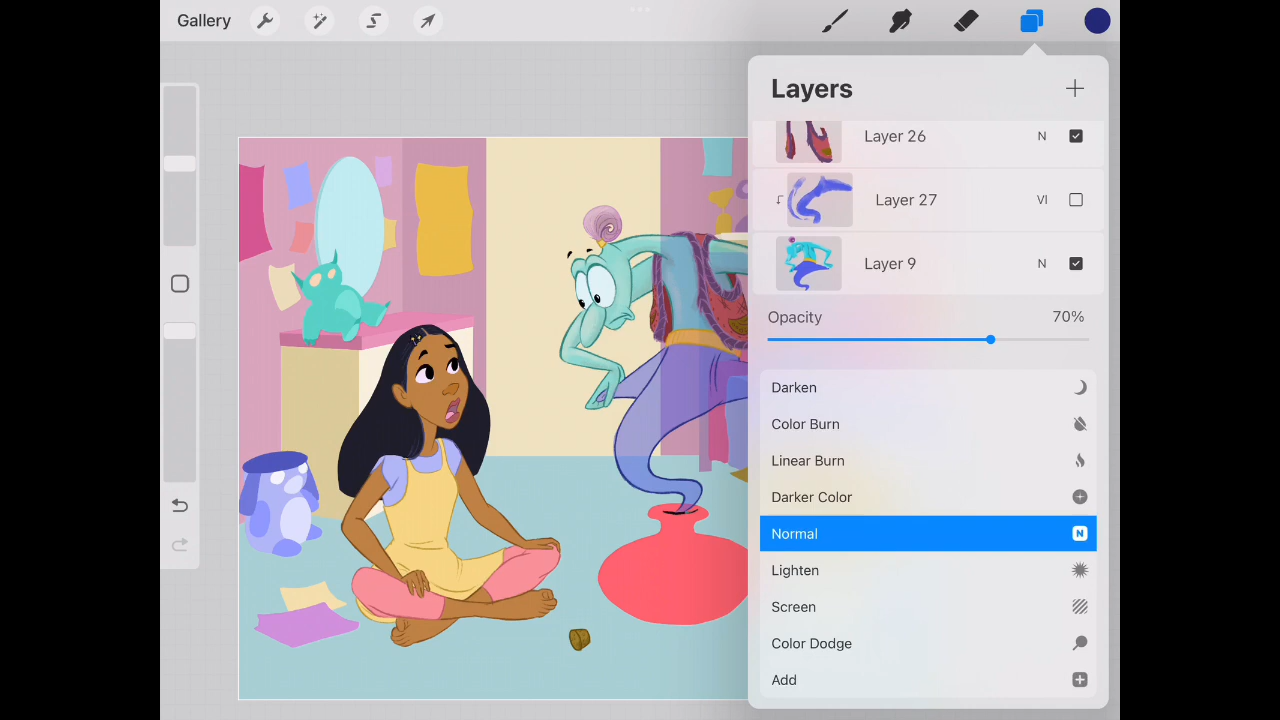 Gallery
Layers
Layer 26 N
Layer 27 VI
Layer 9 N
Opacity 70%
Darken
Color Burn
Linear Burn
Darker Color
Normal N
Lighten
Screen
Color Dodge
Add